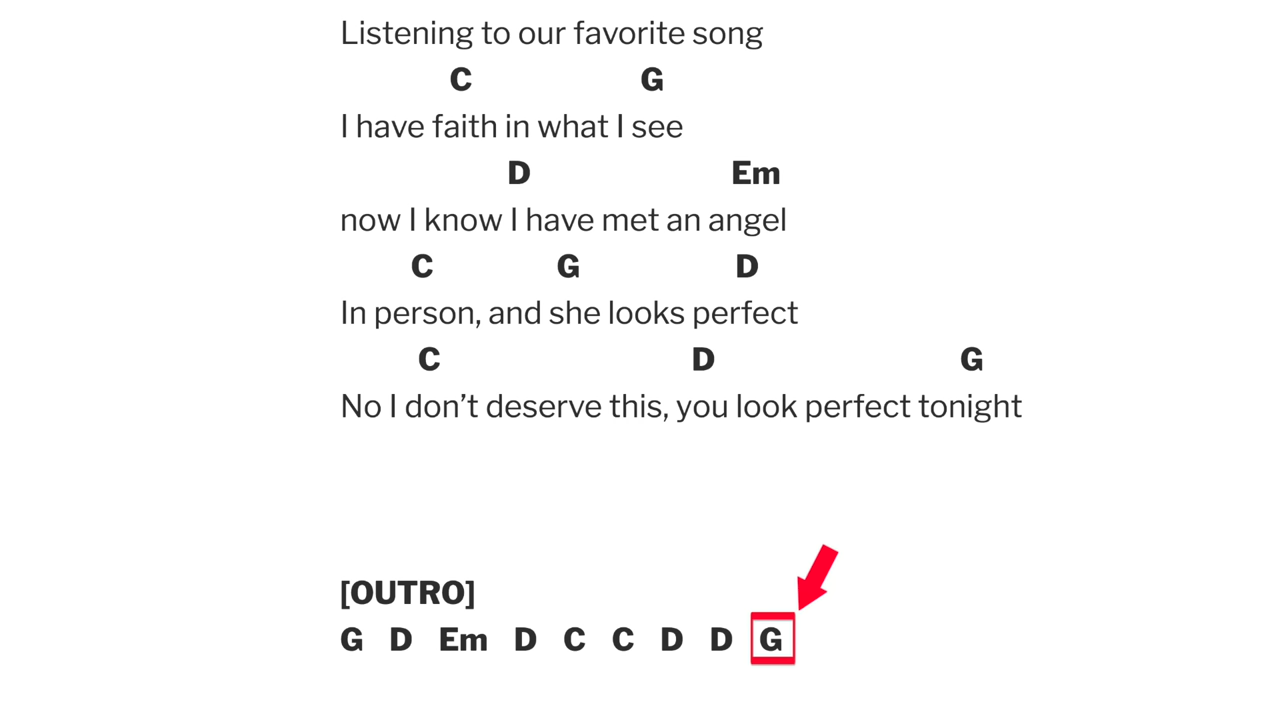 Listening to our favorite song
C G
I have faith in what I see
D Em
now I know I have met an angel
C G D
In person, and she looks perfect
C D G
No I don’t deserve this, you look perfect tonight
[OUTRO]
G D Em D C C D D G